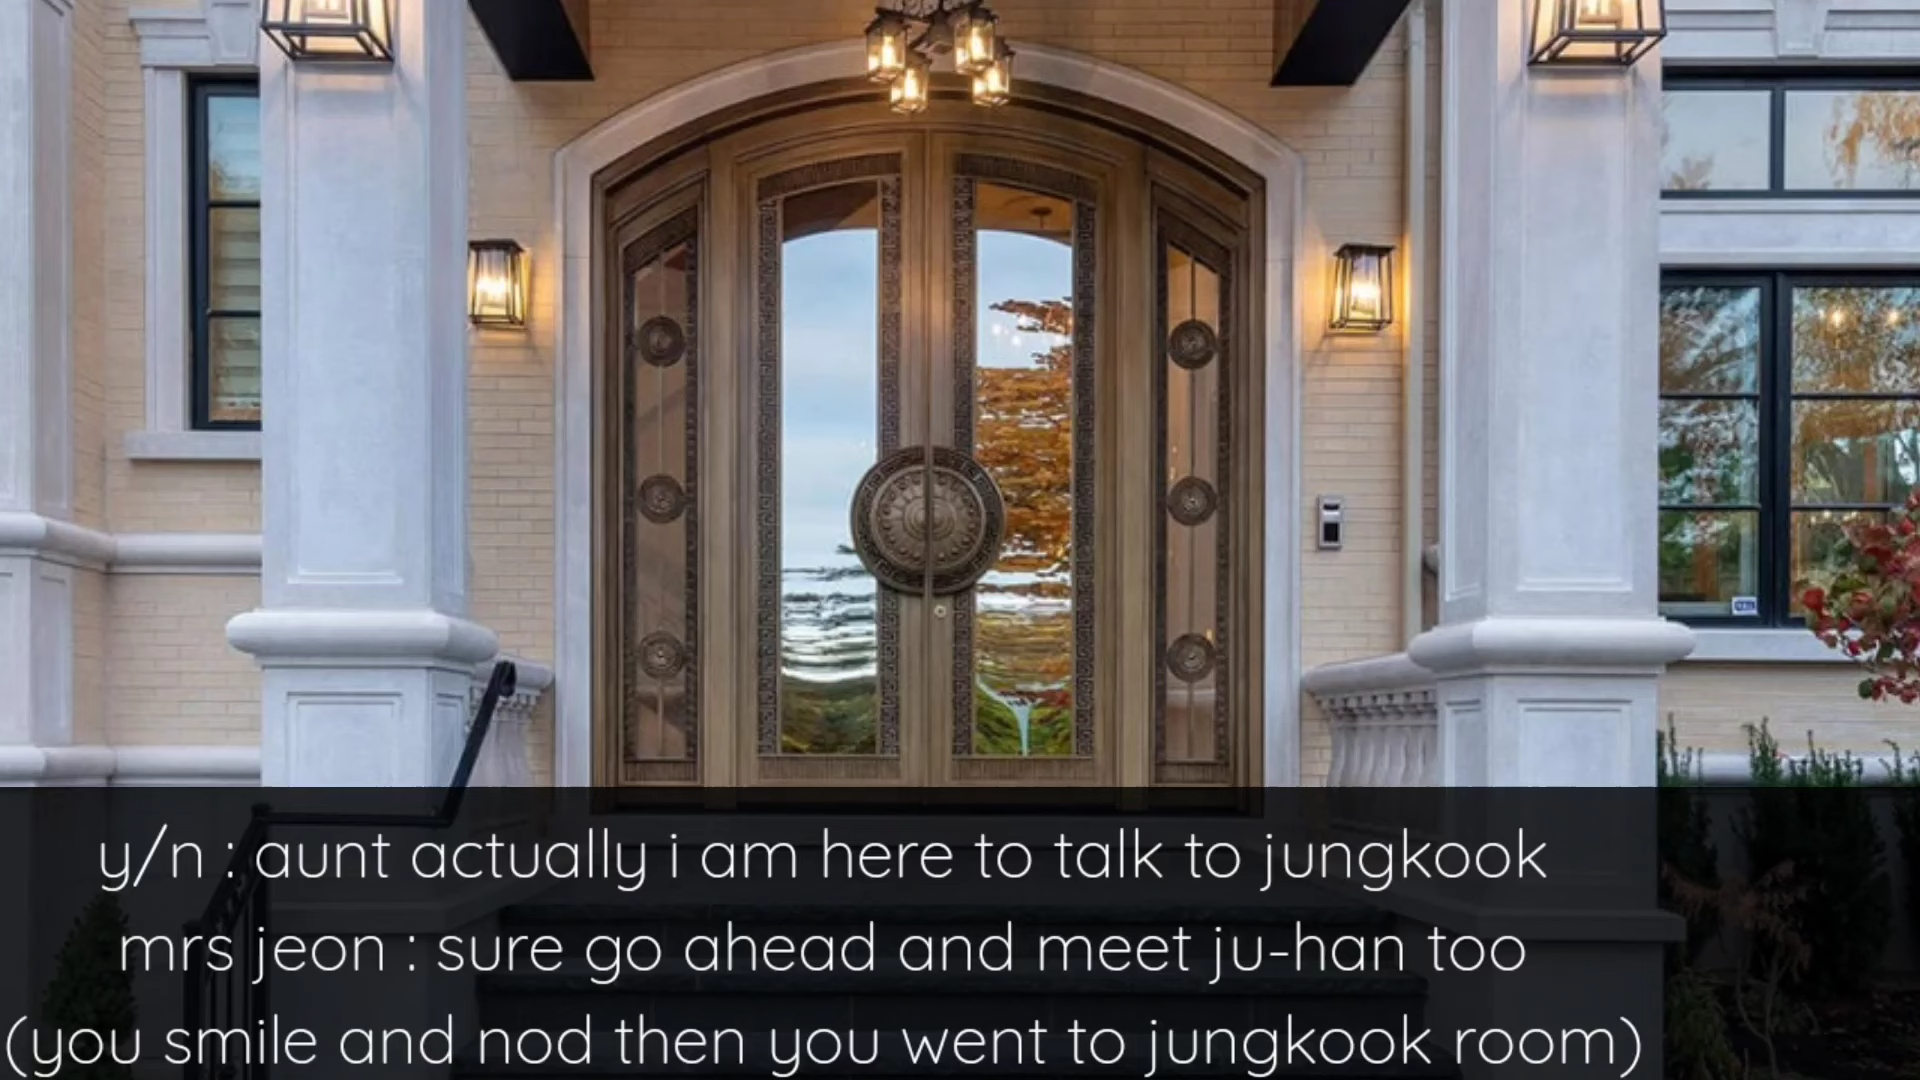 y/n : aunt actually i am here to talk to jungkook
mrs jeon : sure go ahead and meet ju-han too
(you smile and nod then you went to jungkook room)